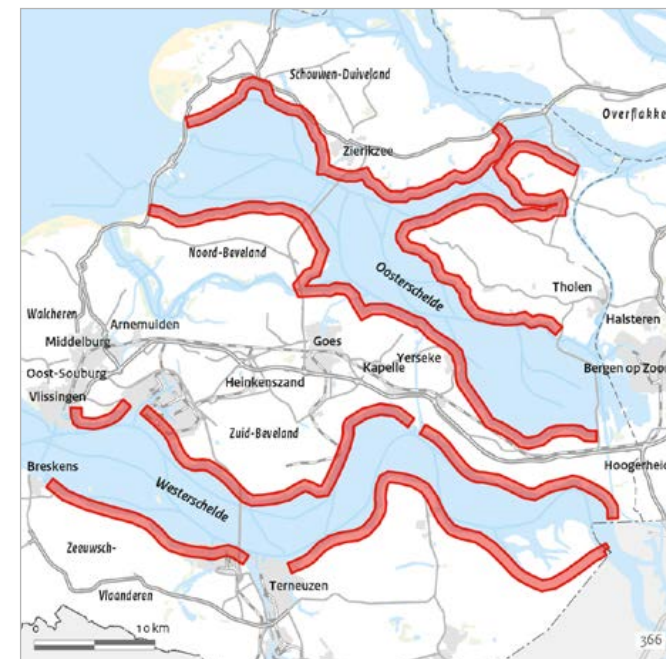 Schouwen-Duiveland
Overflakke
Zierikzee
Noord-Beveland
Oosterschelde
Tholen
Walcheren
Arnemuiden
Halsteren
Middelburg
Goes
Yerseke
Kapelle
Bergen op Zoo
Oost-Souburg
Heinkenszand
Vlissingen
Zuid-Beveland
Hoogerheid
Breskens
Westerschelde
Zeeuwsch-
Vlaanderen
Terneuzen
0 10 km
366